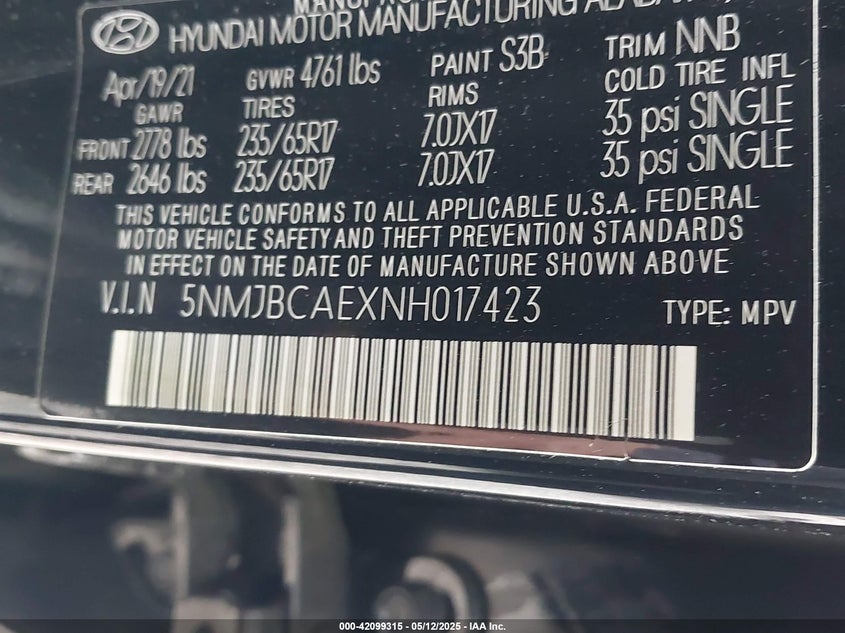 HYUNDAI MOTOR MANUFACTURING
Apr/19/21 GVWR 4761 lbs PAINT S3B TRIM NNB
GAWR TIRES RIMS COLD TIRE INFL
FRONT 2778 lbs 235/65R17 7.0JX17 35 psi SINGLE
REAR 2646 lbs 235/65R17 7.0JX17 35 psi SINGLE
THIS VEHICLE CONFORMS TO ALL APPLICABLE U.S.A. FEDERAL
MOTOR VEHICLE SAFETY AND THEFT PREVENTION STANDARDS
IN EFFECT ON THE DATE OF MANUFACTURE SHOWN ABOVE
V.I.N 5NMJBCAEXNH017423 TYPE: MPV
000-42099315 - 05/12/2025 - IAA Inc.